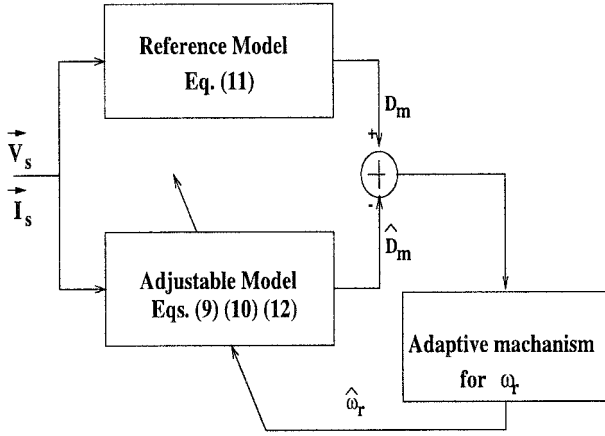 Reference Model
Eq. (11)
D_m
+
V_s
I_s
-
D̂_m
Adjustable Model
Eqs. (9) (10) (12)
Adaptive machanism
for ω_r
ω̂_r